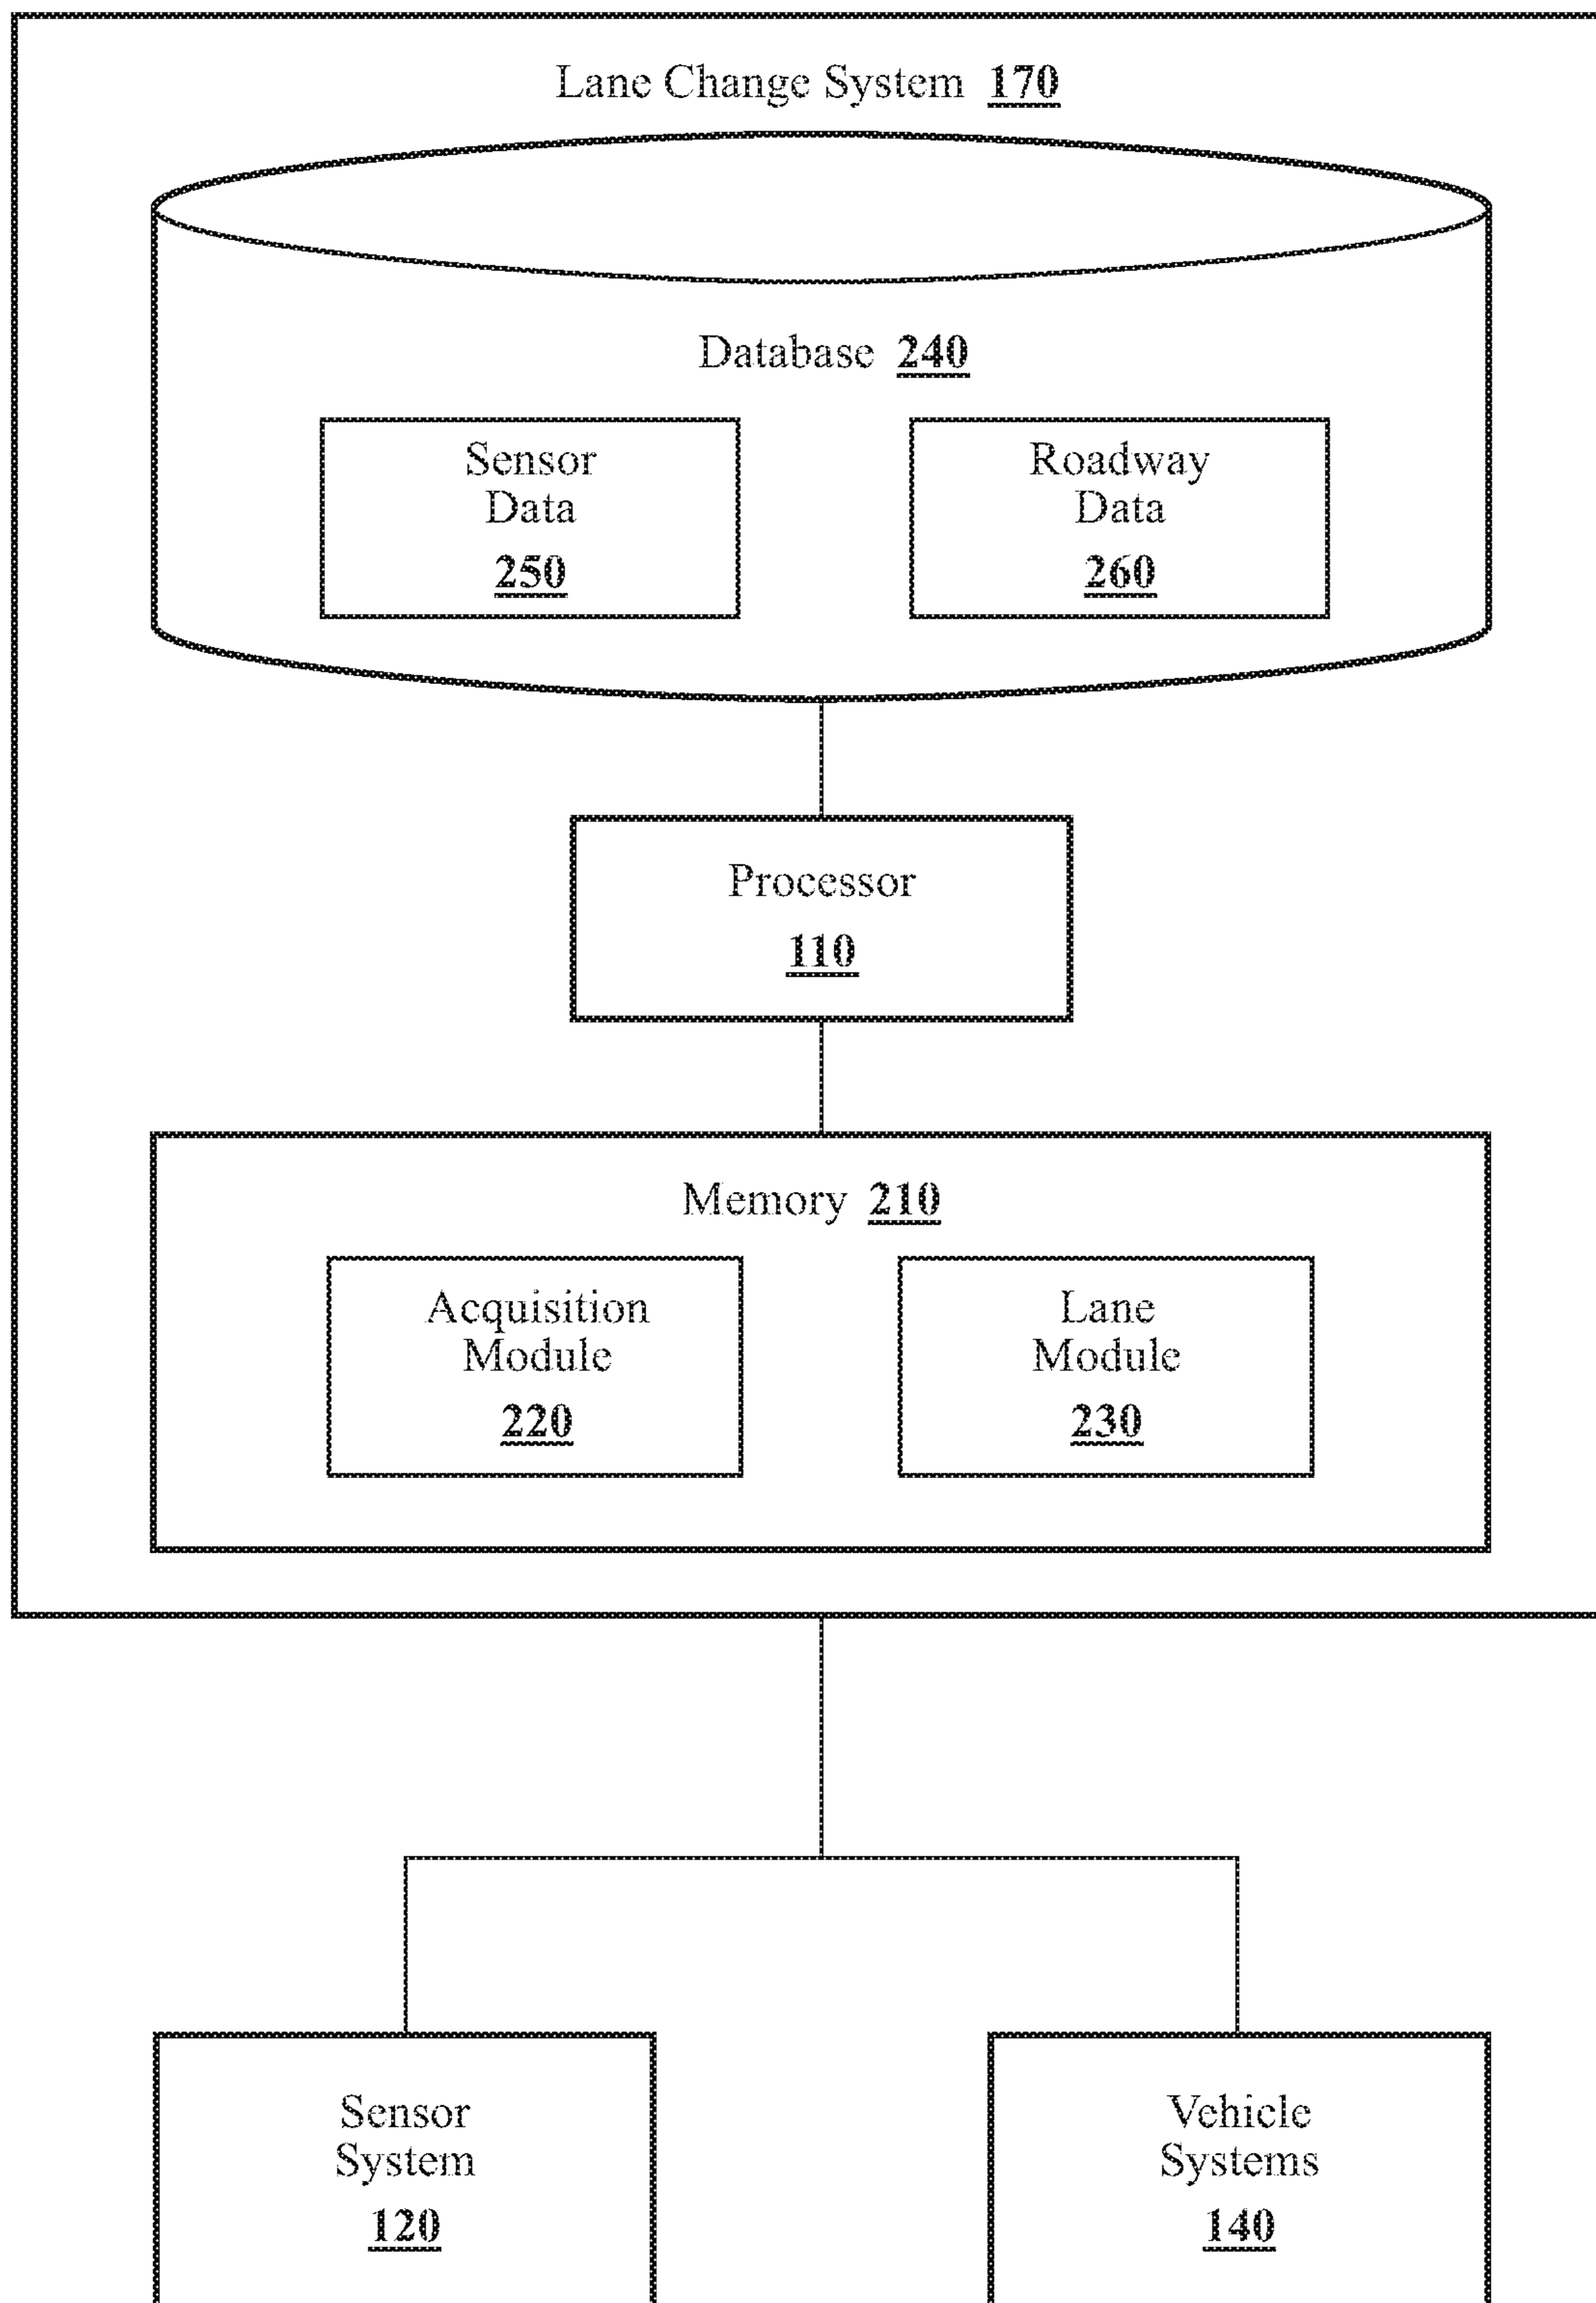 Lane Change System 170
Database 240
Sensor
Data
250
Roadway
Data
260
Processor
110
Memory 210
Acquisition
Module
220
Lane
Module
230
Sensor
System
120
Vehicle
Systems
140